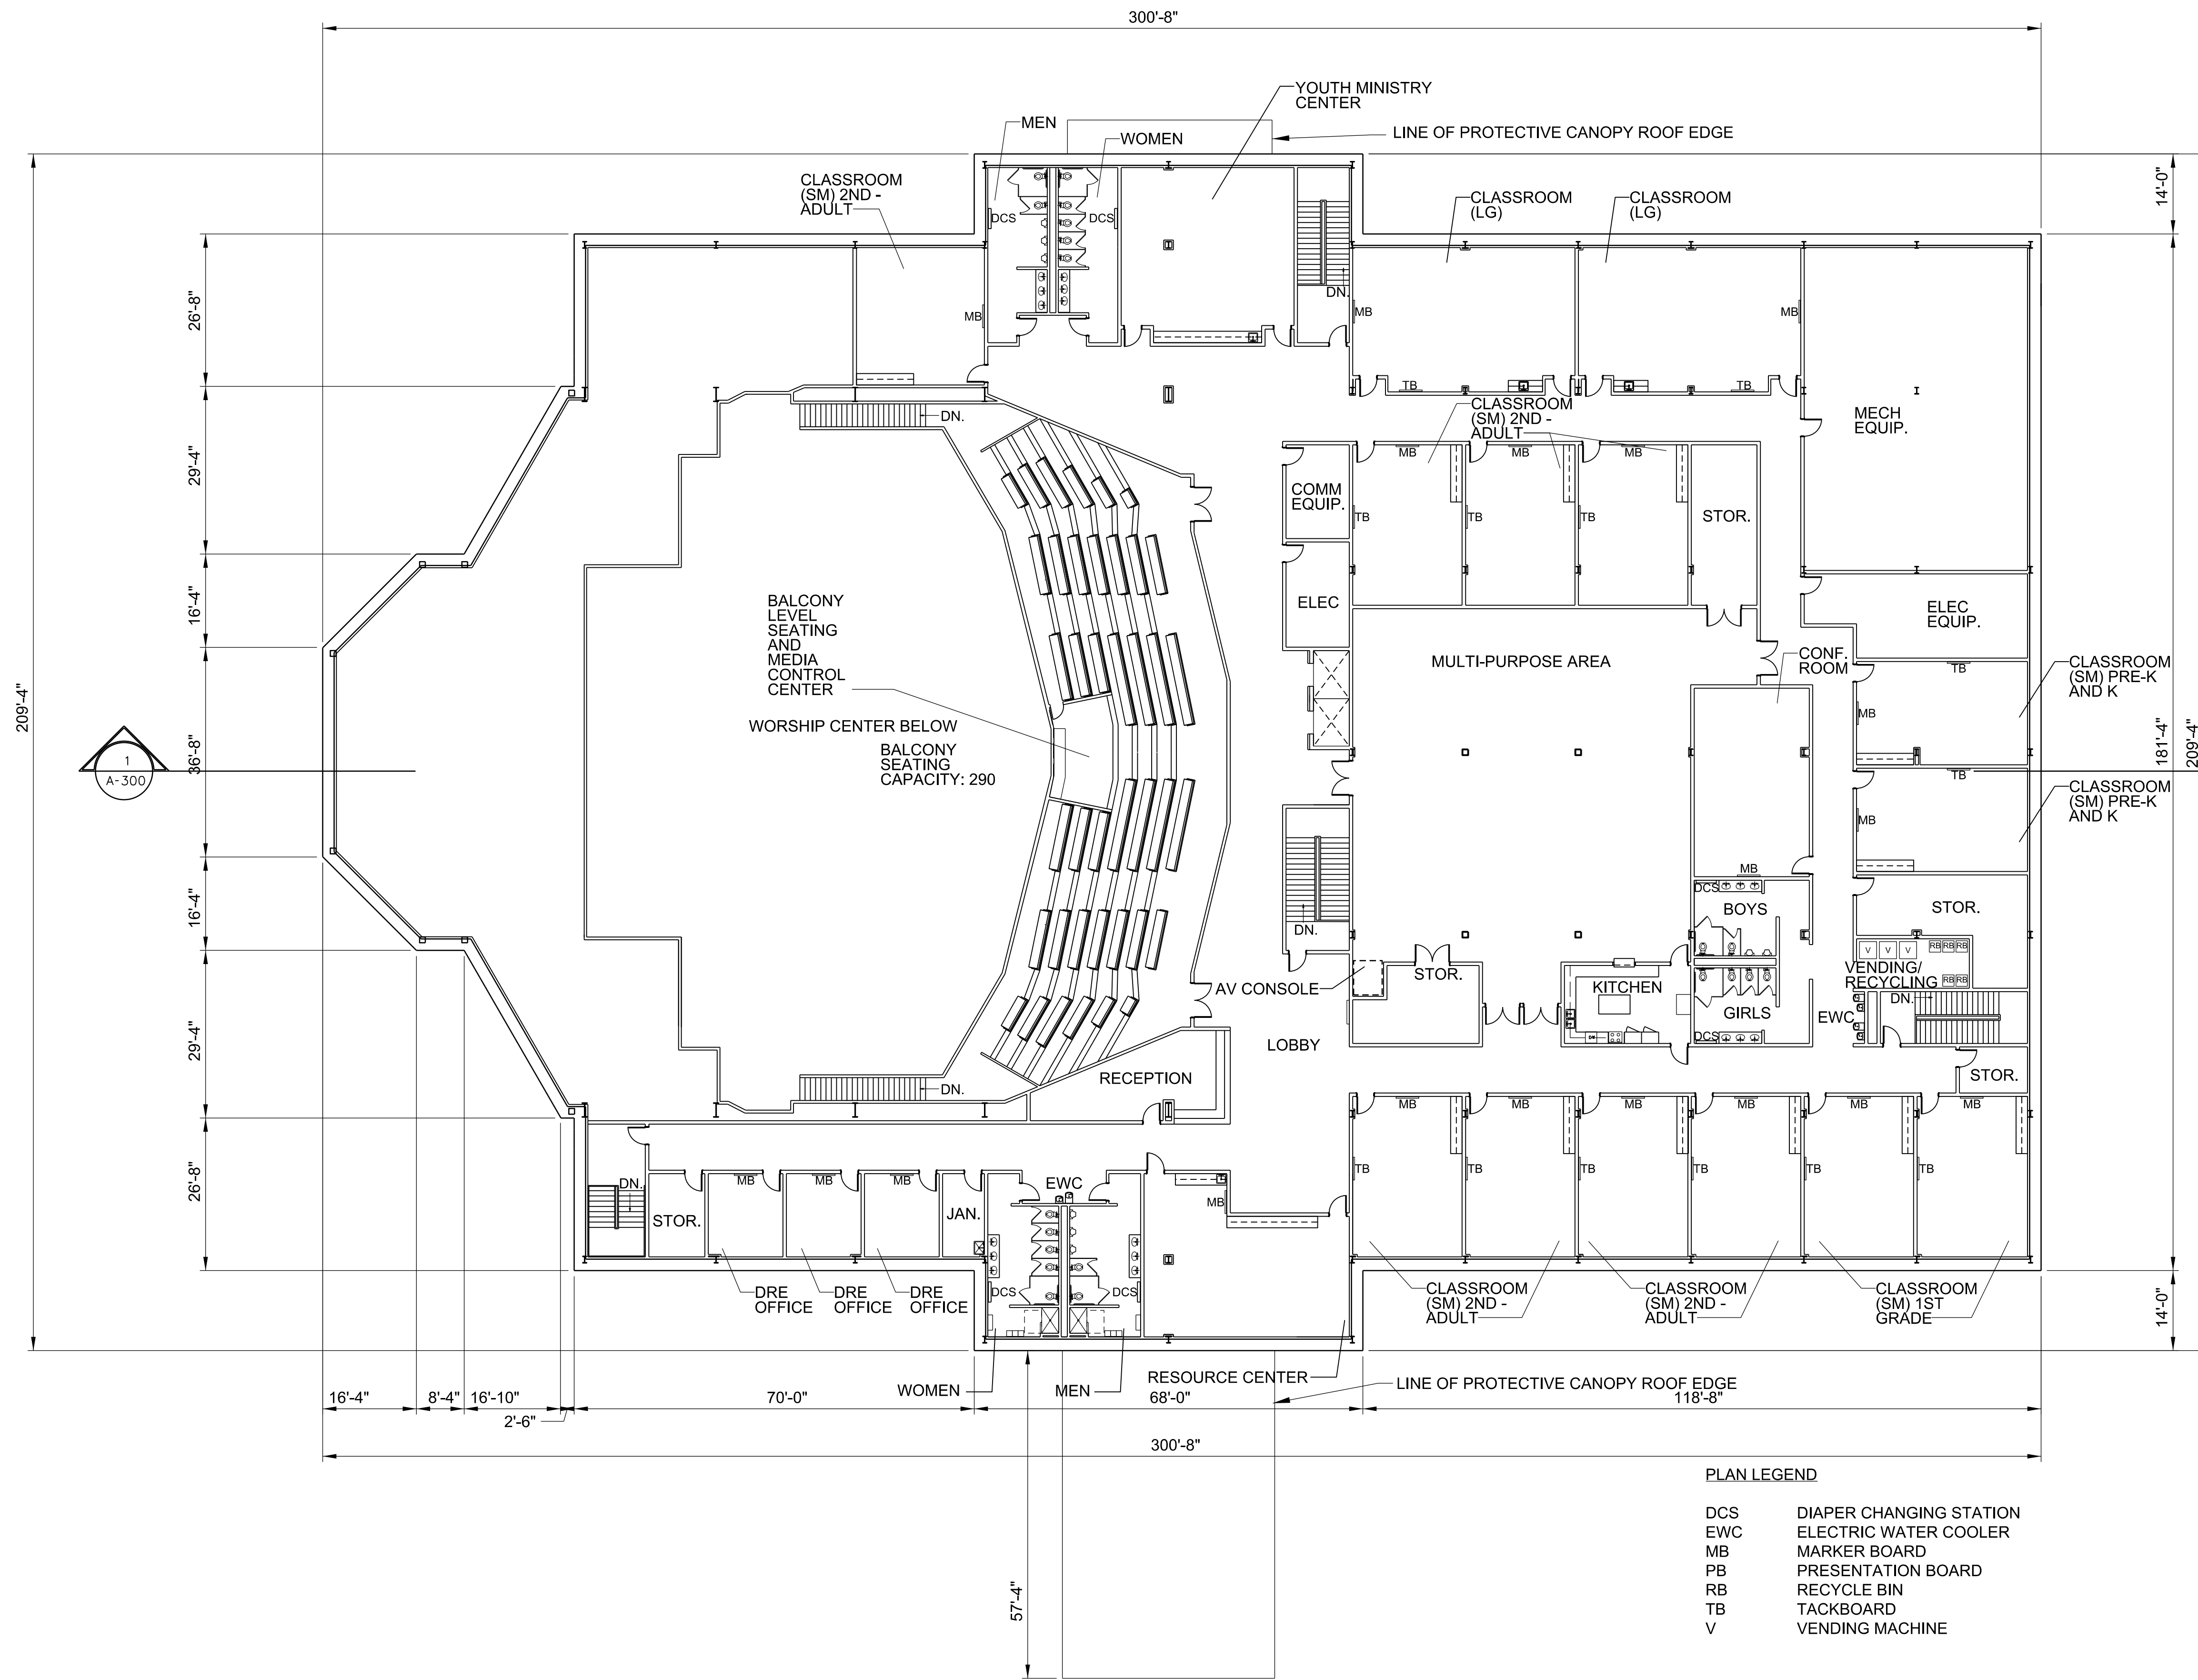 300'-8"
YOUTH MINISTRY
CENTER
MEN
WOMEN
LINE OF PROTECTIVE CANOPY ROOF EDGE
CLASSROOM
(SM) 2ND -
ADULT
CLASSROOM
(LG)
CLASSROOM
(LG)
14'-0"
DCS
DCS
26'-8"
DN.
MB
MB
MB
TB
TB
CLASSROOM
(SM) 2ND -
ADULT
MECH
EQUIP.
DN.
MB
MB
MB
29'-4"
COMM
EQUIP.
TB
TB
TB
STOR.
16'-4"
BALCONY
LEVEL
SEATING
AND
MEDIA
CONTROL
CENTER
ELEC
ELEC
EQUIP.
MULTI-PURPOSE AREA
CONF.
ROOM
TB
CLASSROOM
(SM) PRE-K
AND K
209'-4"
MB
WORSHIP CENTER BELOW
BALCONY
SEATING
CAPACITY: 290
1
A-300
36'-8"
181'-4"
209'-4"
TB
CLASSROOM
(SM) PRE-K
AND K
MB
MB
DCS
BOYS
STOR.
16'-4"
DN.
V
V
V
RB
RB
RB
RB
RB
VENDING/
RECYCLING
STOR.
AV CONSOLE
KITCHEN
DN.
GIRLS
EWC
DCS
29'-4"
LOBBY
RECEPTION
DN.
STOR.
MB
MB
MB
MB
MB
MB
TB
TB
TB
TB
TB
TB
26'-8"
DN.
MB
MB
MB
EWC
MB
STOR.
JAN.
DRE
OFFICE
DRE
OFFICE
DRE
OFFICE
DCS
DCS
CLASSROOM
(SM) 2ND -
ADULT
CLASSROOM
(SM) 2ND -
ADULT
CLASSROOM
(SM) 1ST
GRADE
14'-0"
WOMEN
MEN
RESOURCE CENTER
LINE OF PROTECTIVE CANOPY ROOF EDGE
16'-4"
8'-4"
16'-10"
2'-6"
70'-0"
68'-0"
118'-8"
300'-8"
57'-4"
PLAN LEGEND
DCS DIAPER CHANGING STATION
EWC ELECTRIC WATER COOLER
MB MARKER BOARD
PB PRESENTATION BOARD
RB RECYCLE BIN
TB TACKBOARD
V VENDING MACHINE